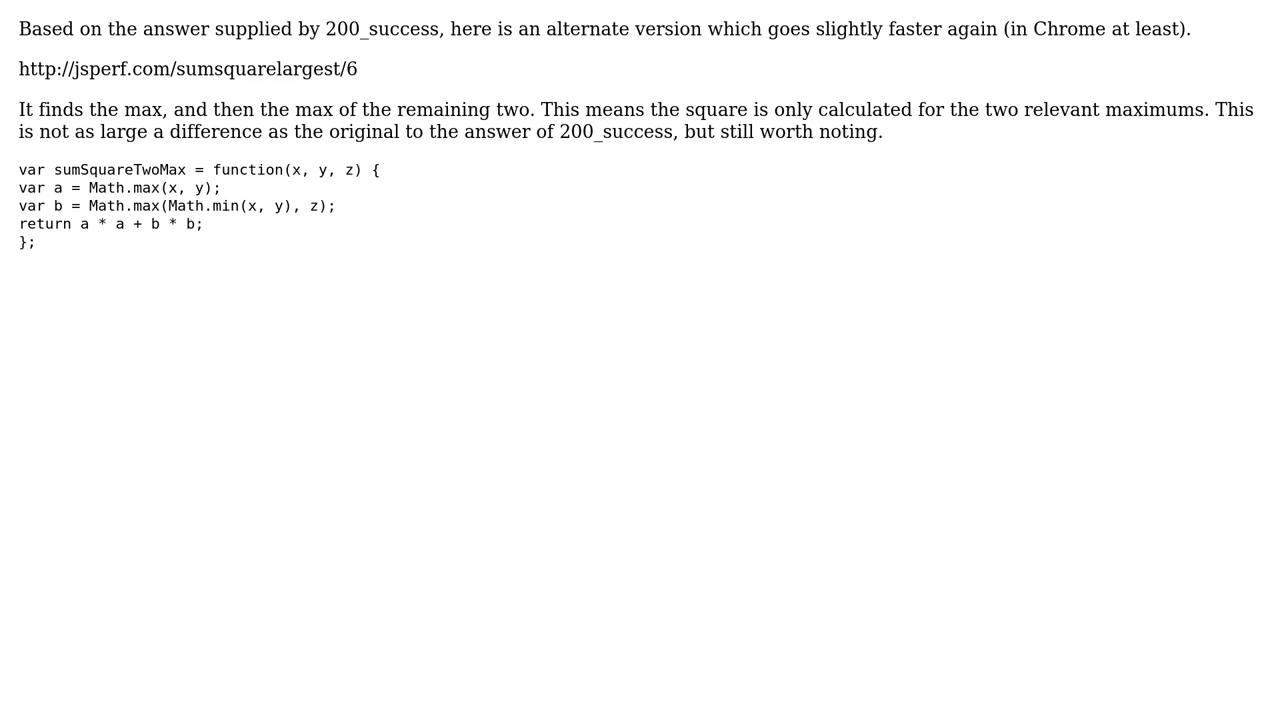 Based on the answer supplied by 200_success, here is an alternate version which goes slightly faster again (in Chrome at least).
http://jsperf.com/sumsquarelargest/6
It finds the max, and then the max of the remaining two. This means the square is only calculated for the two relevant maximums. This
is not as large a difference as the original to the answer of 200_success, but still worth noting.
var sumSquareTwoMax = function(x, y, z) {
var a = Math.max(x, y);
var b = Math.max(Math.min(x, y), z);
return a * a + b * b;
};